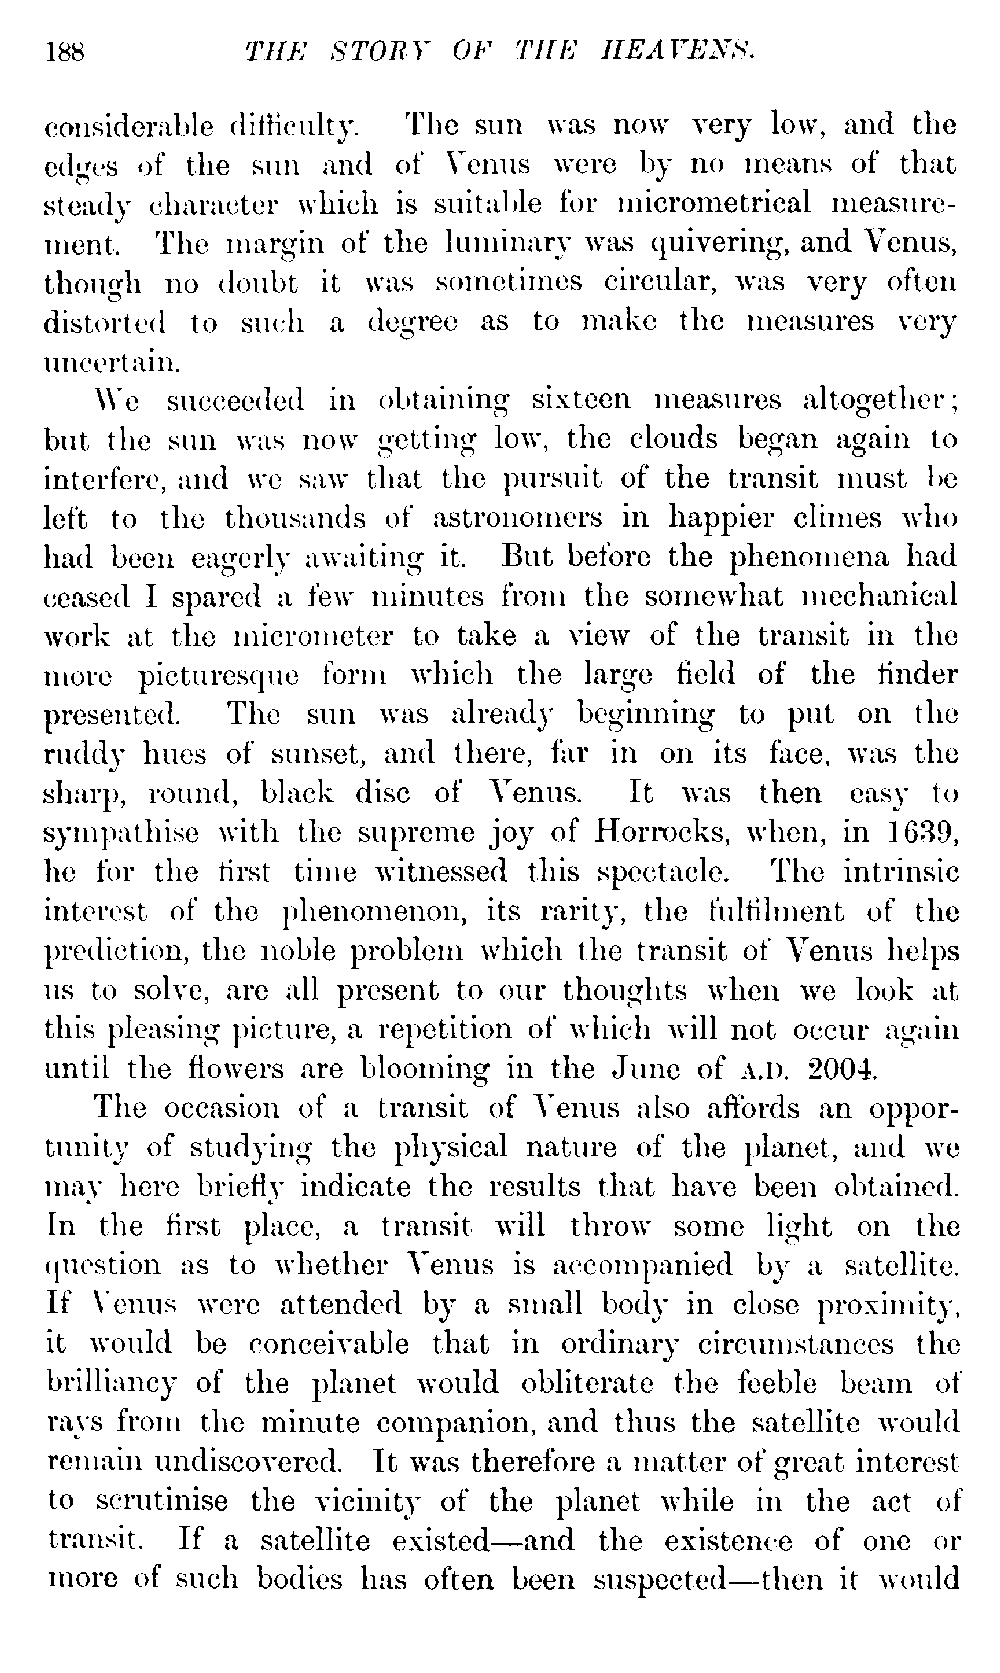 188 THE STORY OF THE HEAVENS.
considerable difficulty. The sun was now very low, and the
edges of the sun and of Venus were by no means of that
steady character which is suitable for micrometrical measure-
ment. The margin of the luminary was quivering, and Venus,
though no doubt it was sometimes circular, was very often
distorted to such a degree as to make the measures very
uncertain.
We succeeded in obtaining sixteen measures altogether;
but the sun was now getting low, the clouds began again to
interfere, and we saw that the pursuit of the transit must be
left to the thousands of astronomers in happier climes who
had been eagerly awaiting it. But before the phenomena had
ceased I spared a few minutes from the somewhat mechanical
work at the micrometer to take a view of the transit in the
more picturesque form which the large field of the finder
presented. The sun was already beginning to put on the
ruddy hues of sunset, and there, far in on its face, was the
sharp, round, black disc of Venus. It was then easy to
sympathise with the supreme joy of Horrocks, when, in 1639,
he for the first time witnessed this spectacle. The intrinsic
interest of the phenomenon, its rarity, the fulfilment of the
prediction, the noble problem which the transit of Venus helps
us to solve, are all present to our thoughts when we look at
this pleasing picture, a repetition of which will not occur again
until the flowers are blooming in the June of A.D. 2004.
The occasion of a transit of Venus also affords an oppor-
tunity of studying the physical nature of the planet, and we
may here briefly indicate the results that have been obtained.
In the first place, a transit will throw some light on the
question as to whether Venus is accompanied by a satellite.
If Venus were attended by a small body in close proximity,
it would be conceivable that in ordinary circumstances the
brilliancy of the planet would obliterate the feeble beam of
rays from the minute companion, and thus the satellite would
remain undiscovered. It was therefore a matter of great interest
to scrutinise the vicinity of the planet while in the act of
transit. If a satellite existed—and the existence of one or
more of such bodies has often been suspected—then it would